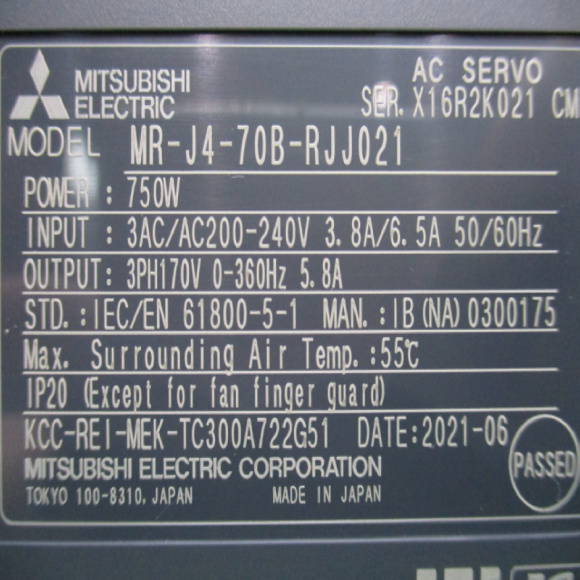 MITSUBISHI
ELECTRIC
AC SERVO
SER. X16R2K021 CM
MODEL MR-J4-70B-RJJ021
POWER : 750W
INPUT : 3AC/AC200-240V 3.8A/6.5A 50/60Hz
OUTPUT: 3PH170V 0-360Hz 5.8A
STD. : IEC/EN 61800-5-1 MAN. : IB(NA)0300175
Max. Surrounding Air Temp. :55℃
IP20 (Except for fan finger guard)
KCC-REI-MEK-TC300A722G51 DATE:2021-06
PASSED
MITSUBISHI ELECTRIC CORPORATION
TOKYO 100-8310, JAPAN MADE IN JAPAN